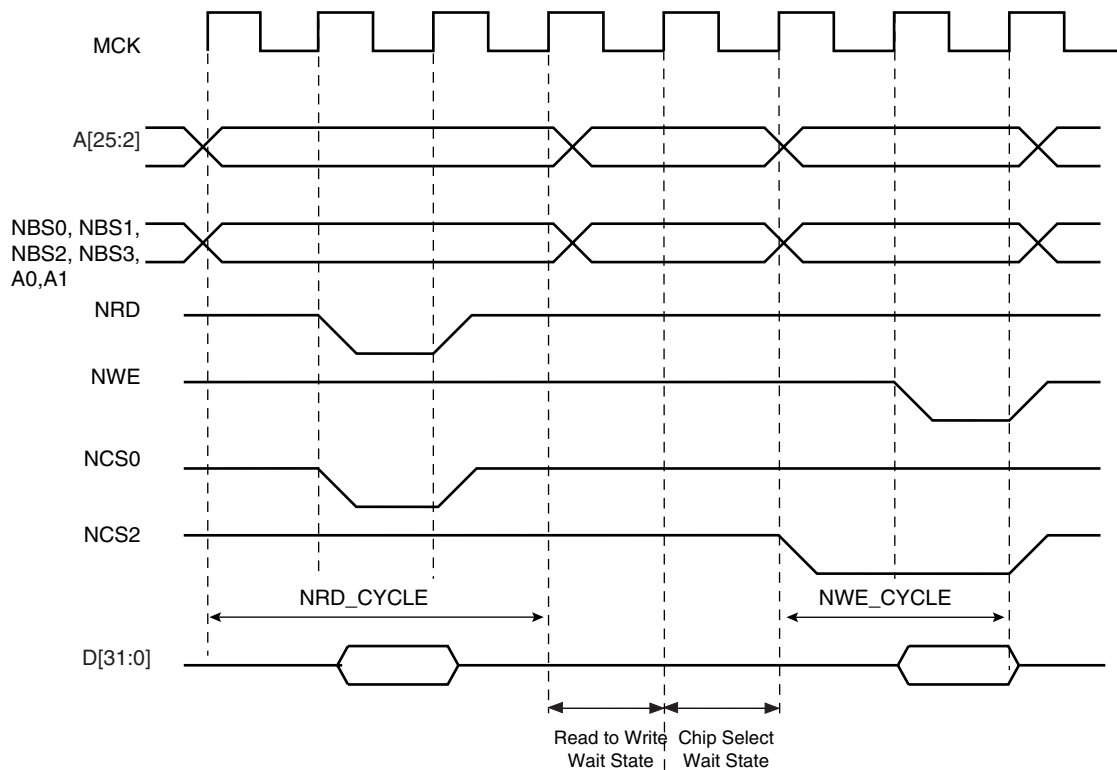 MCK
A[25:2]
NBS0, NBS1,
NBS2, NBS3,
A0,A1
NRD
NWE
NCS0
NCS2
NRD_CYCLE
NWE_CYCLE
D[31:0]
Read to Write
Wait State
Chip Select
Wait State